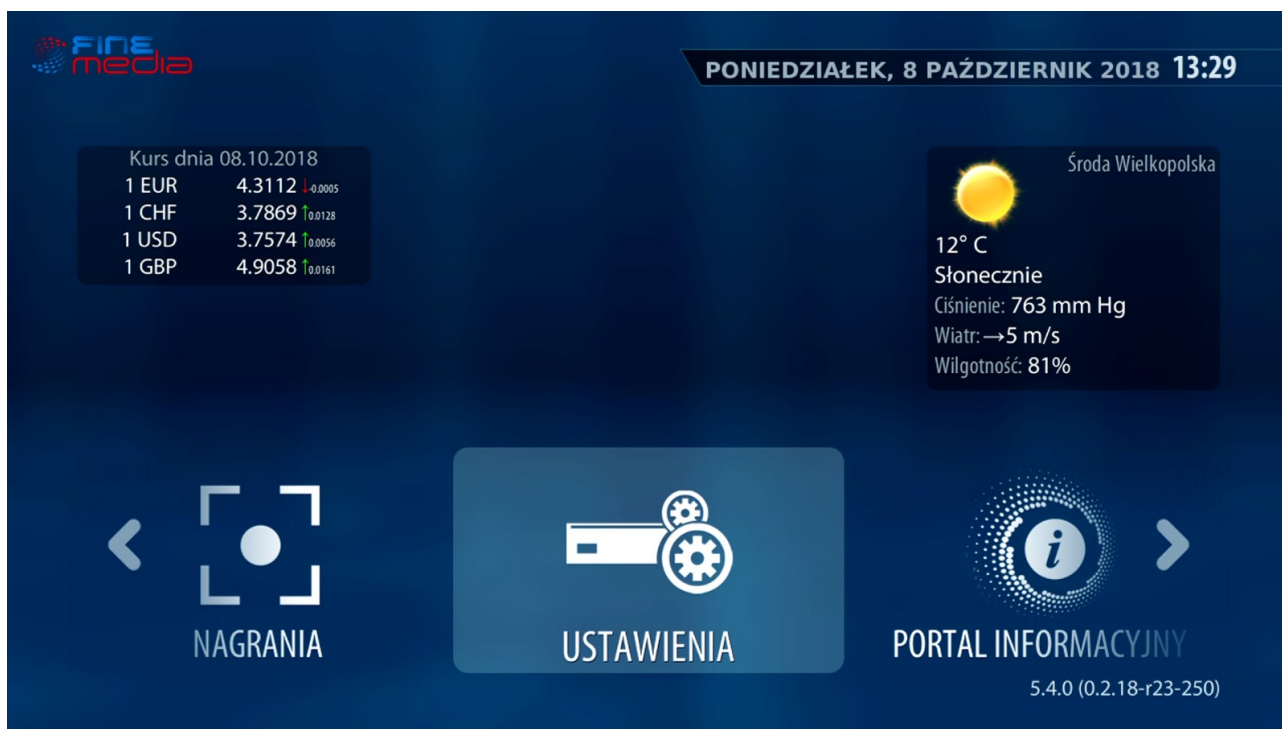 FINE
media
PONIEDZIAŁEK, 8 PAŹDZIERNIK 2018 13:29
Kurs dnia 08.10.2018
1 EUR 4.3112 ↓-0.0005
1 CHF 3.7869 ↑0.0128
1 USD 3.7574 ↑0.0056
1 GBP 4.9058 ↑0.0161
Środa Wielkopolska
12° C
Słonecznie
Ciśnienie: 763 mm Hg
Wiatr: →5 m/s
Wilgotność: 81%
NAGRANIA
USTAWIENIA
PORTAL INFORMACYJNY
5.4.0 (0.2.18-r23-250)